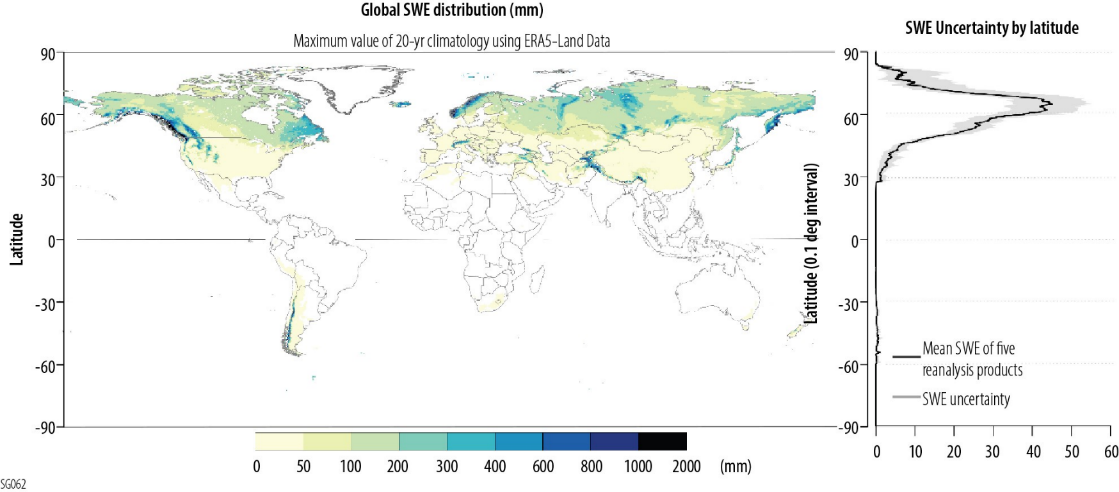 Global SWE distribution (mm)
Maximum value of 20-yr climatology using ERA5-Land Data
90
60
30
0
-30
-60
-90
Latitude
0 50 100 200 300 400 600 800 1000 2000 (mm)
SG062
SWE Uncertainty by latitude
90
60
30
0
-30
-60
-90
Latitude (0.1 deg interval)
Mean SWE of five
reanalysis products
SWE uncertainty
0 10 20 30 40 50 60